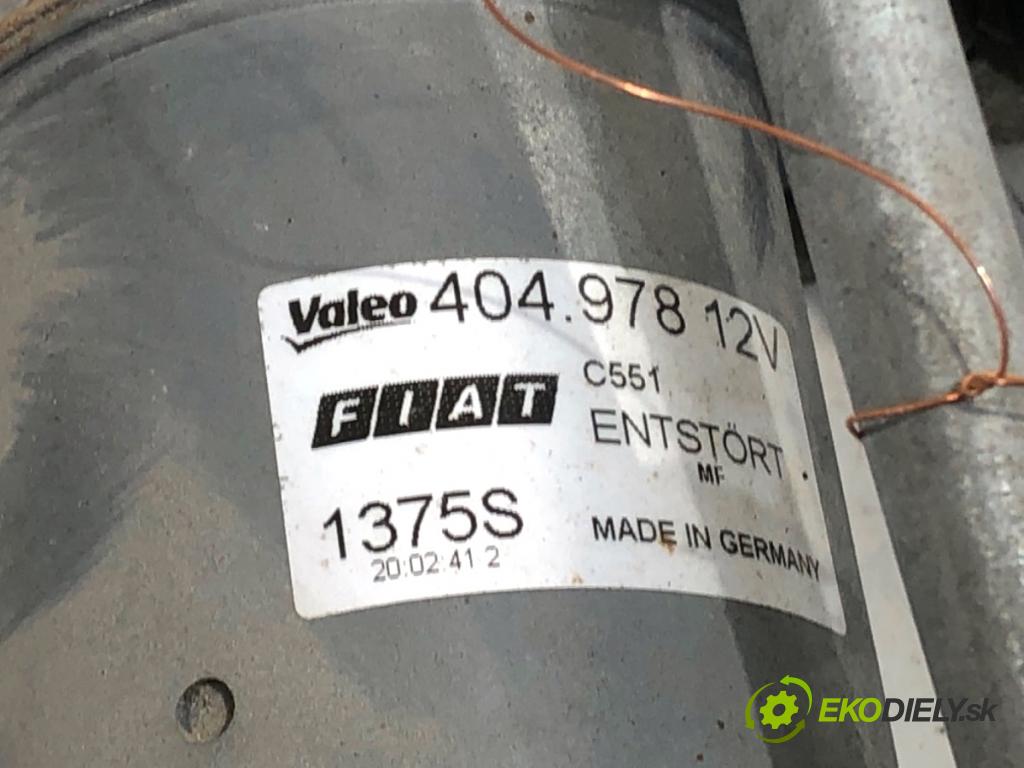 Valeo 404.978 12V
FIAT
C551
ENTSTÖRT
MF
1375S
MADE IN GERMANY
20:02:41 2
EKODIELY.sk